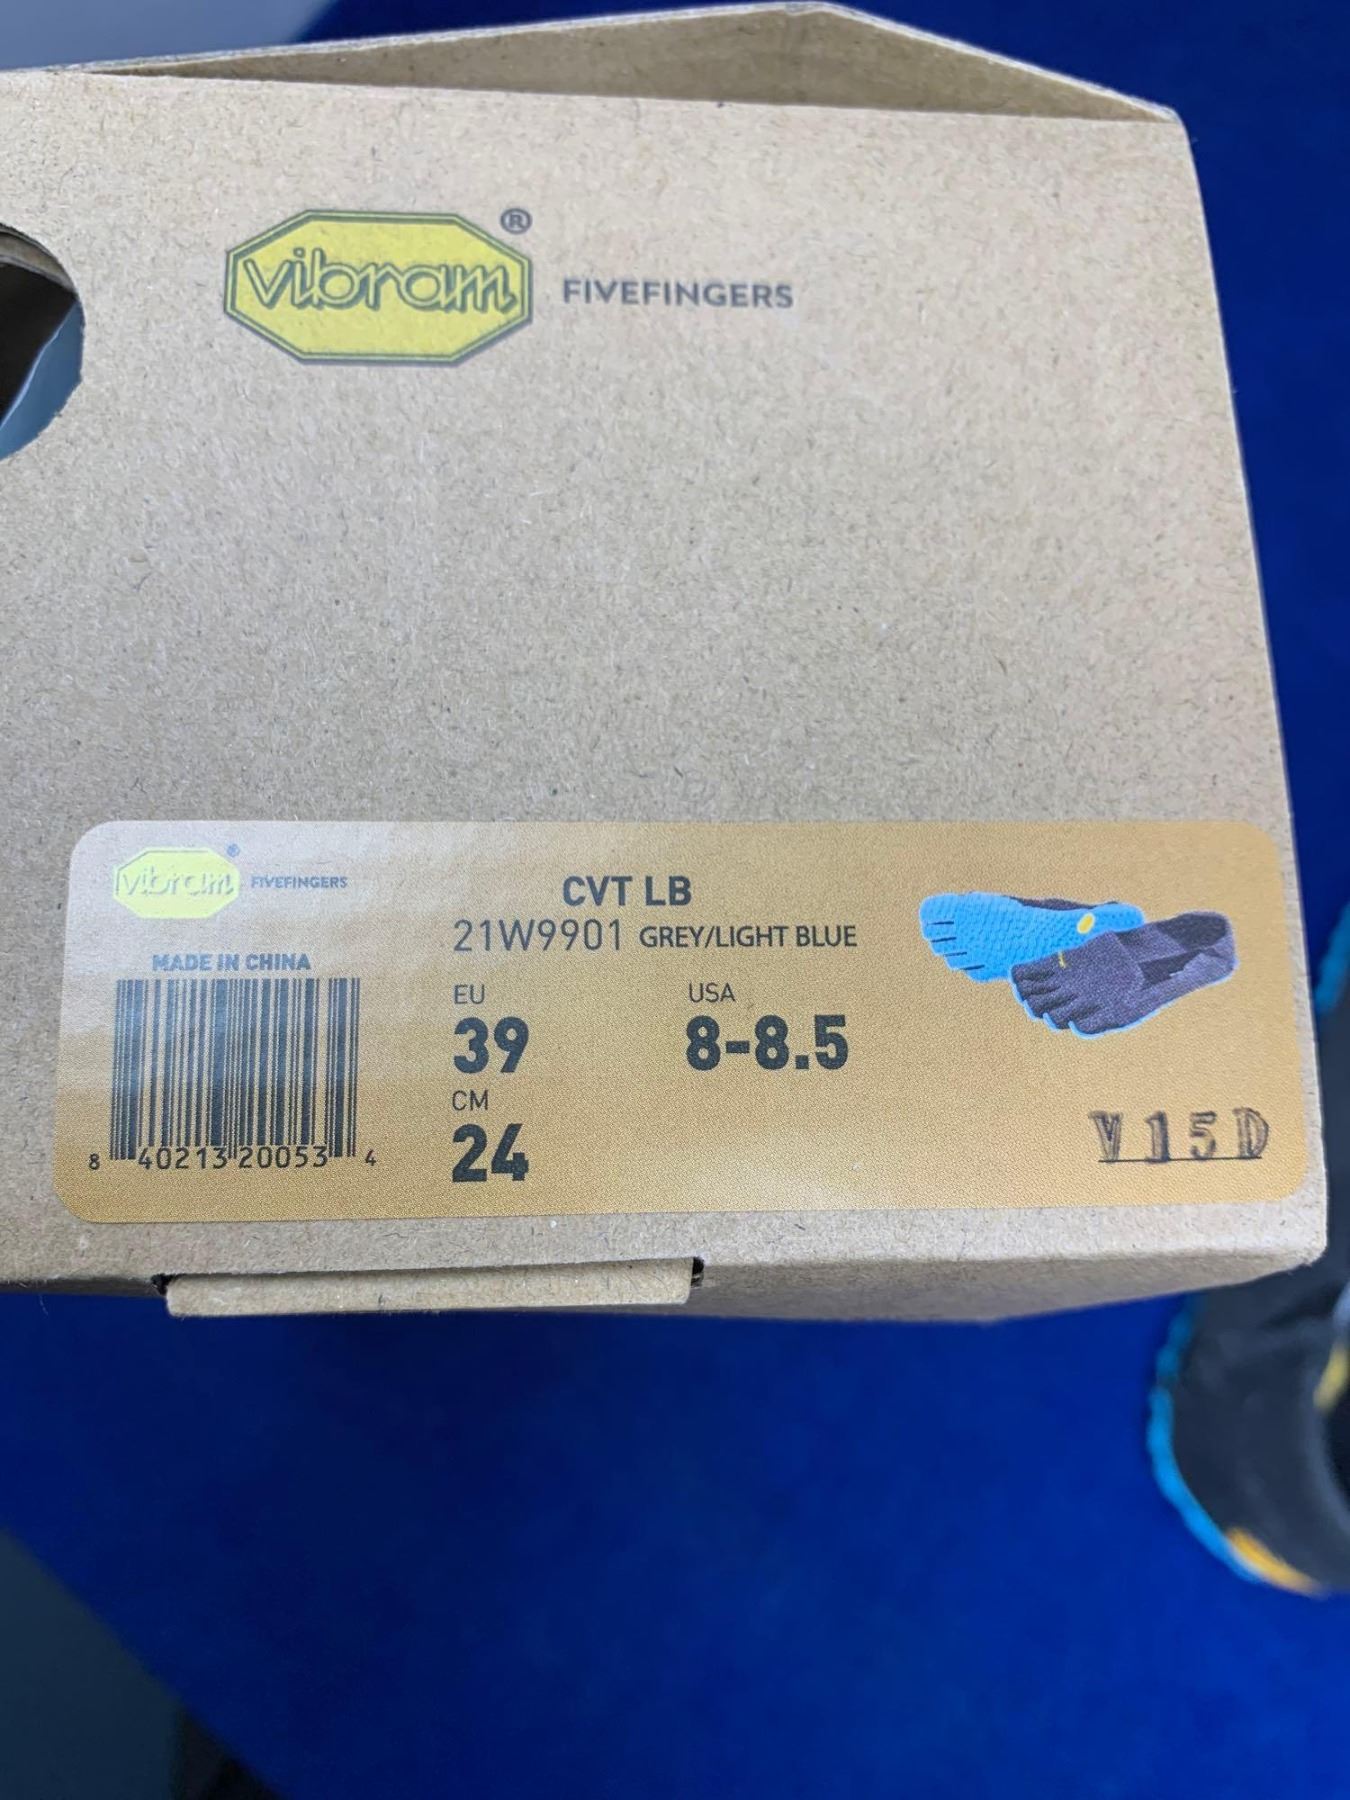 vibram® FIVEFINGERS
vibram® FIVEFINGERS
MADE IN CHINA
8 40213 20053 4
CVT LB
21W9901 GREY/LIGHT BLUE
EU
39
USA
8-8.5
CM
24
V15D